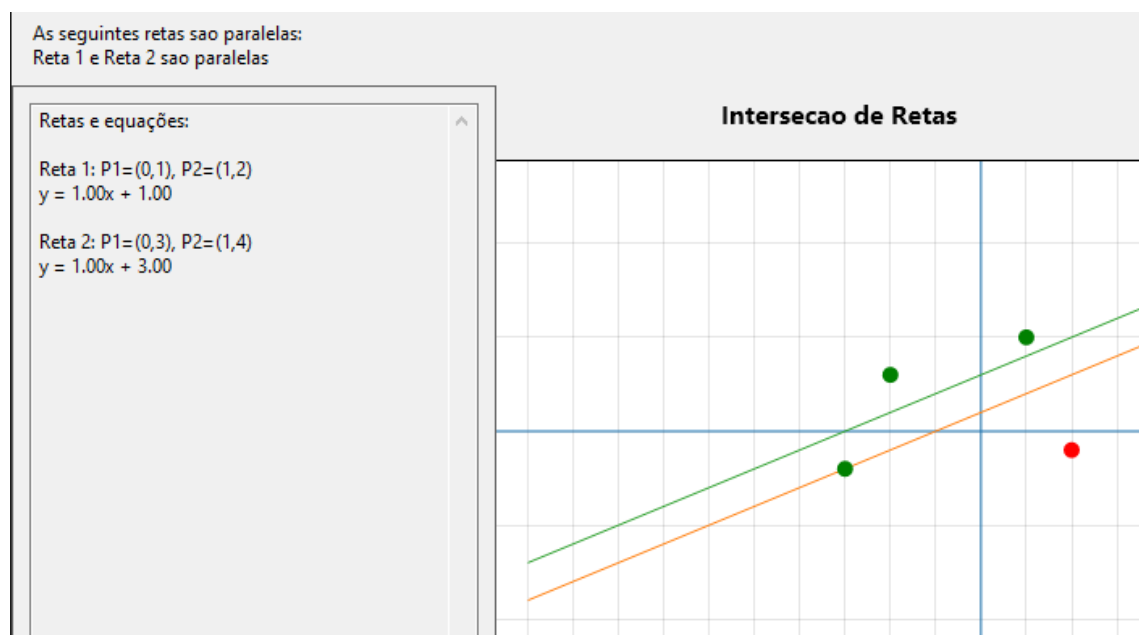 As seguintes retas sao paralelas:
Reta 1 e Reta 2 sao paralelas
Retas e equações:
Reta 1: P1=(0,1), P2=(1,2)
y = 1.00x + 1.00
Reta 2: P1=(0,3), P2=(1,4)
y = 1.00x + 3.00
Intersecao de Retas